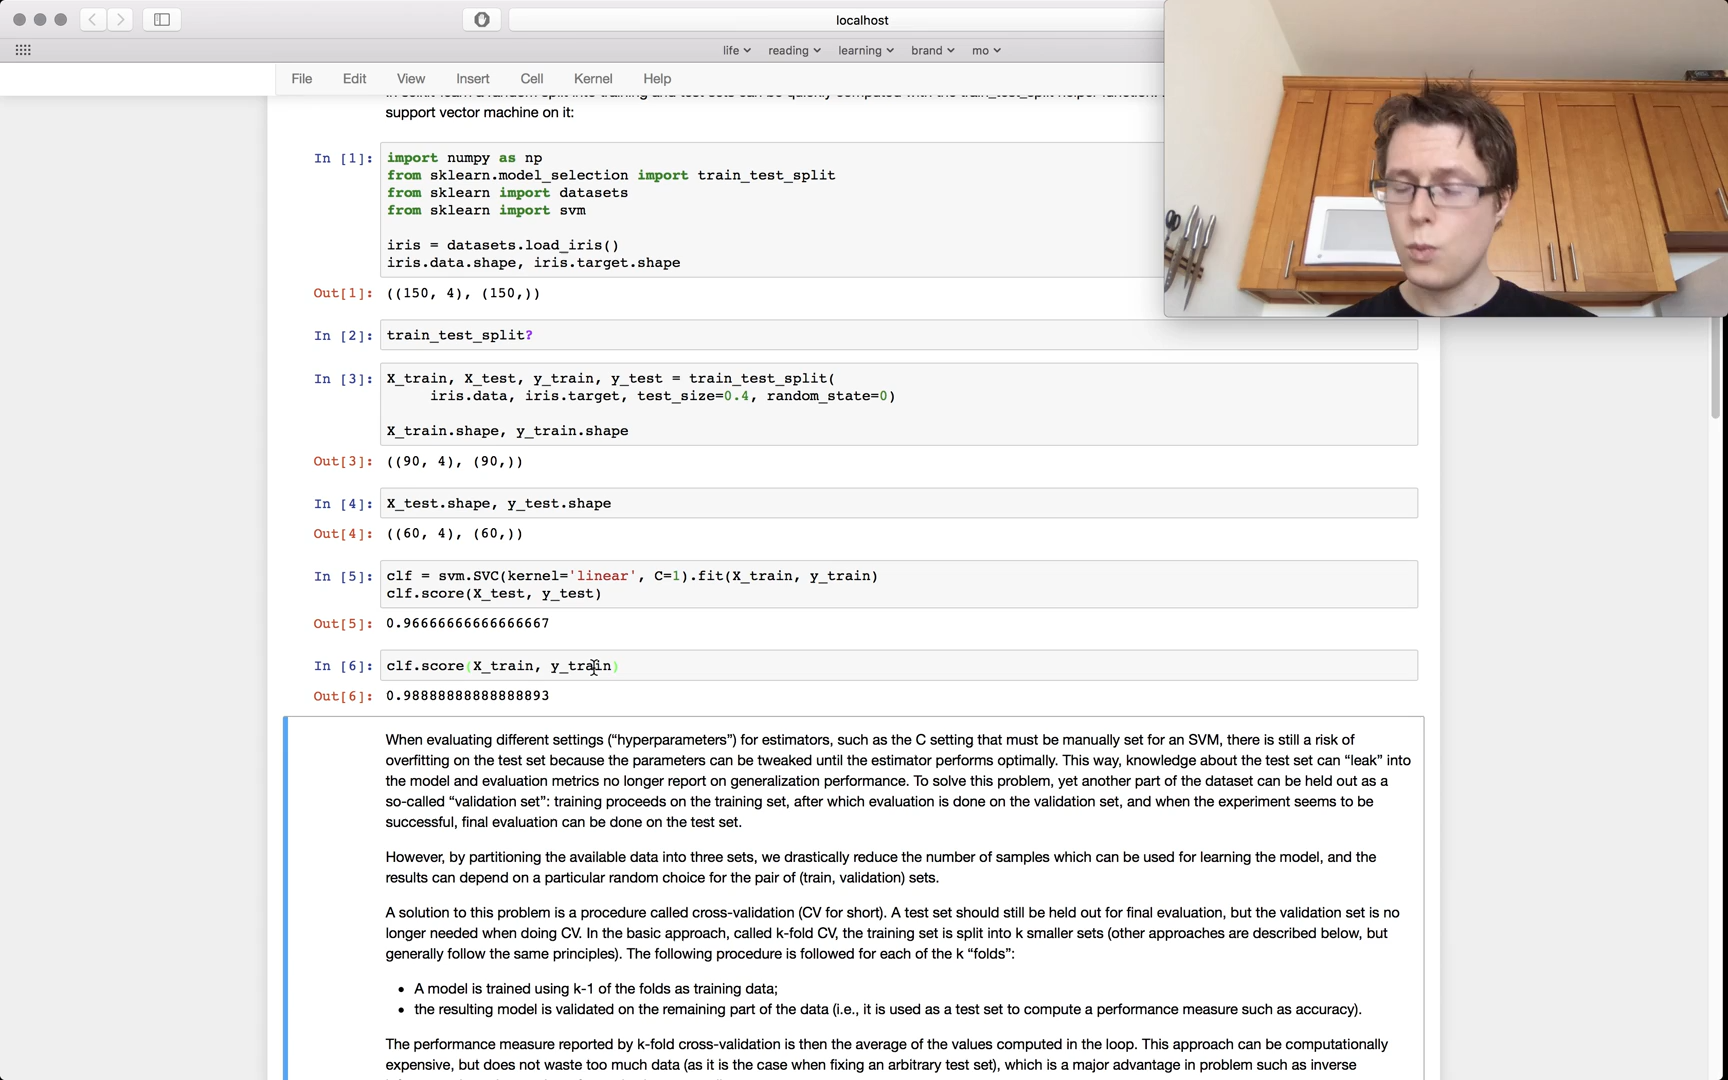 localhost
life reading learning brand mo
File Edit View Insert Cell Kernel Help
support vector machine on it:
In [1]: import numpy as np
from sklearn.model_selection import train_test_split
from sklearn import datasets
from sklearn import svm
iris = datasets.load_iris()
iris.data.shape, iris.target.shape
Out[1]: ((150, 4), (150,))
In [2]: train_test_split?
In [3]: X_train, X_test, y_train, y_test = train_test_split(
iris.data, iris.target, test_size=0.4, random_state=0)
X_train.shape, y_train.shape
Out[3]: ((90, 4), (90,))
In [4]: X_test.shape, y_test.shape
Out[4]: ((60, 4), (60,))
In [5]: clf = svm.SVC(kernel='linear', C=1).fit(X_train, y_train)
clf.score(X_test, y_test)
Out[5]: 0.96666666666666667
In [6]: clf.score(X_train, y_train)
Out[6]: 0.98888888888888893
When evaluating different settings (“hyperparameters”) for estimators, such as the C setting that must be manually set for an SVM, there is still a risk of
overfitting on the test set because the parameters can be tweaked until the estimator performs optimally. This way, knowledge about the test set can “leak” into
the model and evaluation metrics no longer report on generalization performance. To solve this problem, yet another part of the dataset can be held out as a
so-called “validation set”: training proceeds on the training set, after which evaluation is done on the validation set, and when the experiment seems to be
successful, final evaluation can be done on the test set.
However, by partitioning the available data into three sets, we drastically reduce the number of samples which can be used for learning the model, and the
results can depend on a particular random choice for the pair of (train, validation) sets.
A solution to this problem is a procedure called cross-validation (CV for short). A test set should still be held out for final evaluation, but the validation set is no
longer needed when doing CV. In the basic approach, called k-fold CV, the training set is split into k smaller sets (other approaches are described below, but
generally follow the same principles). The following procedure is followed for each of the k “folds”:
• A model is trained using k-1 of the folds as training data;
• the resulting model is validated on the remaining part of the data (i.e., it is used as a test set to compute a performance measure such as accuracy).
The performance measure reported by k-fold cross-validation is then the average of the values computed in the loop. This approach can be computationally
expensive, but does not waste too much data (as it is the case when fixing an arbitrary test set), which is a major advantage in problem such as inverse